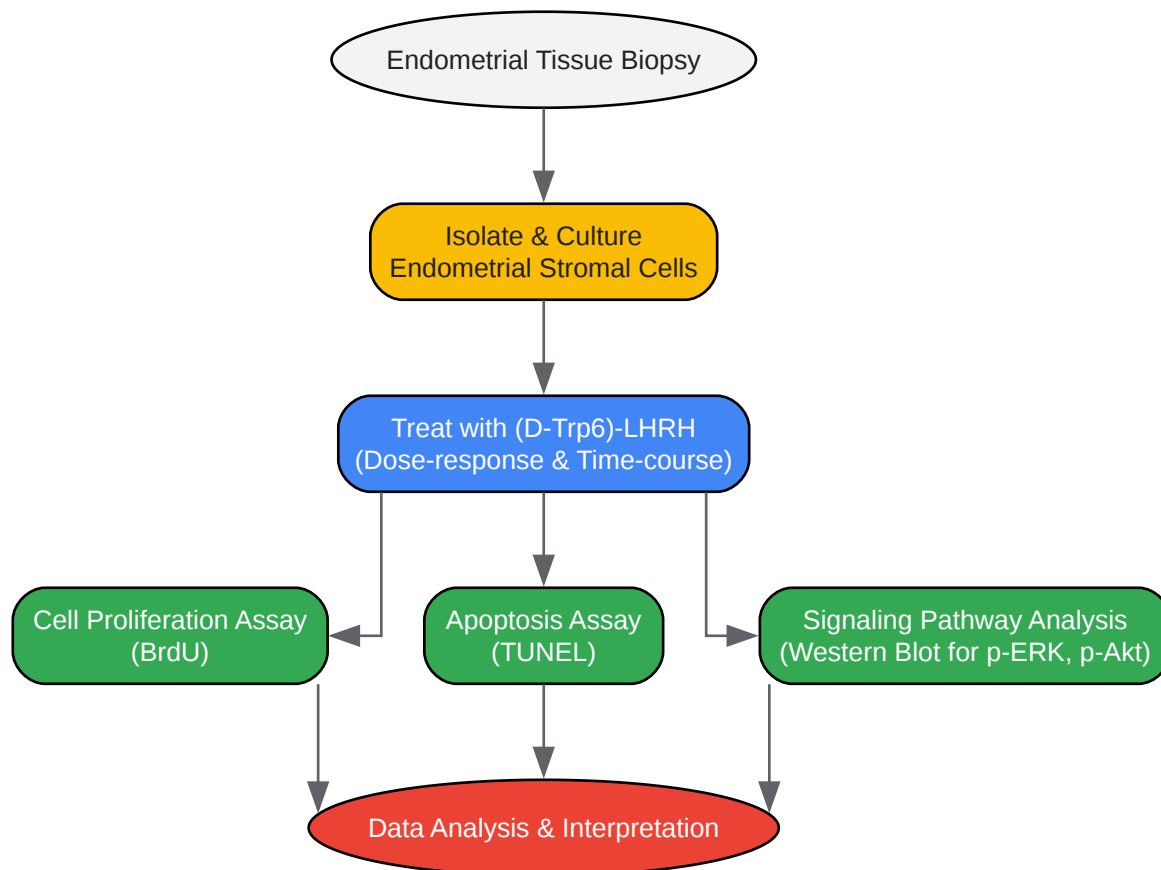 Endometrial Tissue Biopsy
Isolate & Culture
Endometrial Stromal Cells
Treat with (D-Trp6)-LHRH
(Dose-response & Time-course)
Cell Proliferation Assay
(BrdU)
Apoptosis Assay
(TUNEL)
Signaling Pathway Analysis
(Western Blot for p-ERK, p-Akt)
Data Analysis & Interpretation